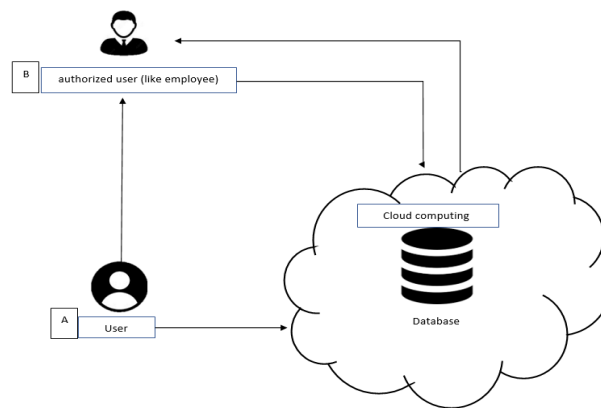 B
authorized user (like employee)
Cloud computing
Database
A
User